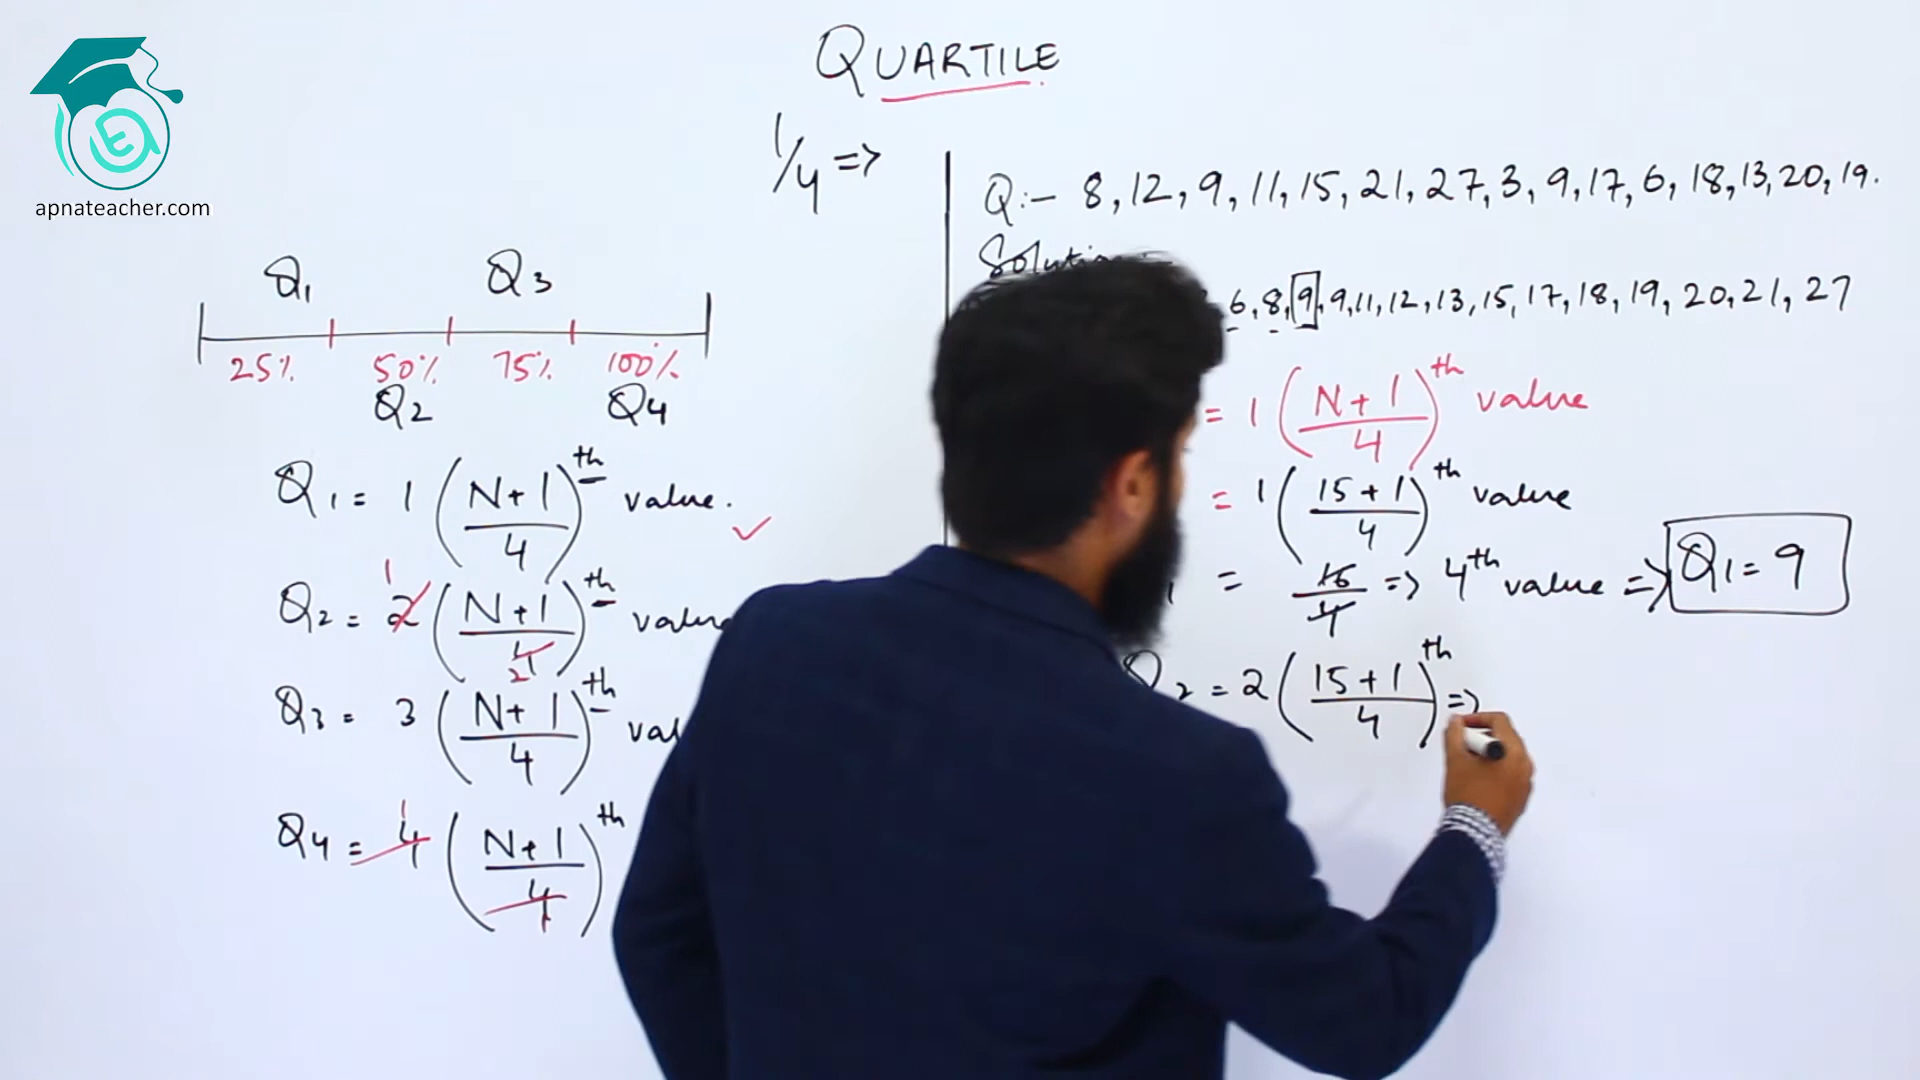 QUARTILE
apnateacher.com
1/4 =>
Q:- 8, 12, 9, 11, 15, 21, 27, 3, 9, 17, 6, 18, 13, 20, 19.
6, 8, 9, 9, 11, 12, 13, 15, 17, 18, 19, 20, 21, 27
= 1 (N+1/4)th value
= 1 (15+1/4)th value
= 16/4 => 4th value => Q1 = 9
2 = 2 (15+1/4)th =>
Q1 Q3
25% 50% 75% 100%
Q2 Q4
Q1 = 1 (N+1/4)th value.
Q2 = 2 1 (N+1/4 2)th value
Q3 = 3 (N+1/4)th
Q4 = 4 1 (N+1/4)th